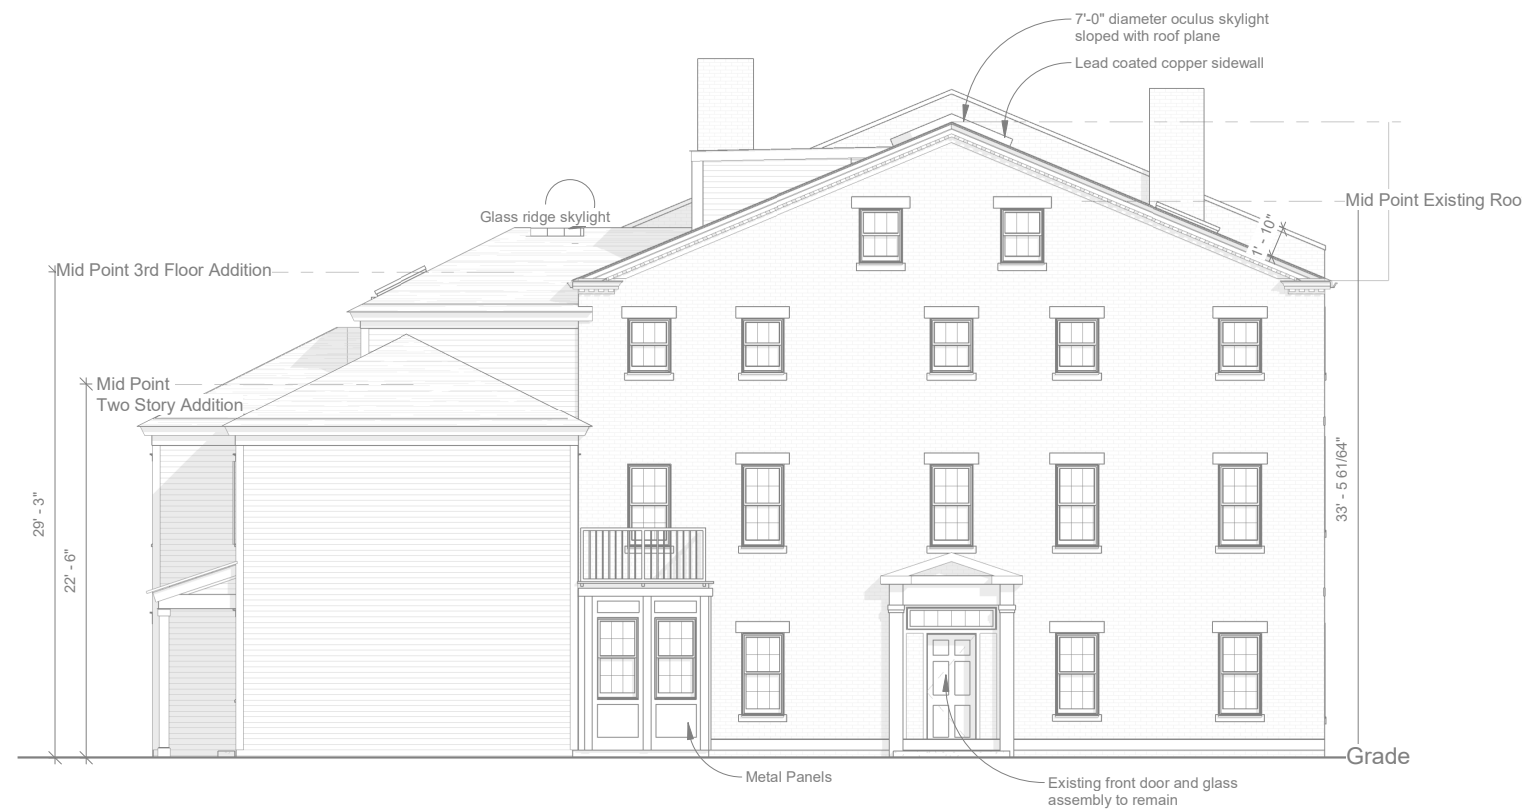 7'-0" diameter oculus skylight
sloped with roof plane
Lead coated copper sidewall
Mid Point Existing Roo
Glass ridge skylight
1' - 10"
Mid Point 3rd Floor Addition
Mid Point
Two Story Addition
29' - 3"
22' - 6"
33' - 5 61/64"
Grade
Metal Panels
Existing front door and glass
assembly to remain